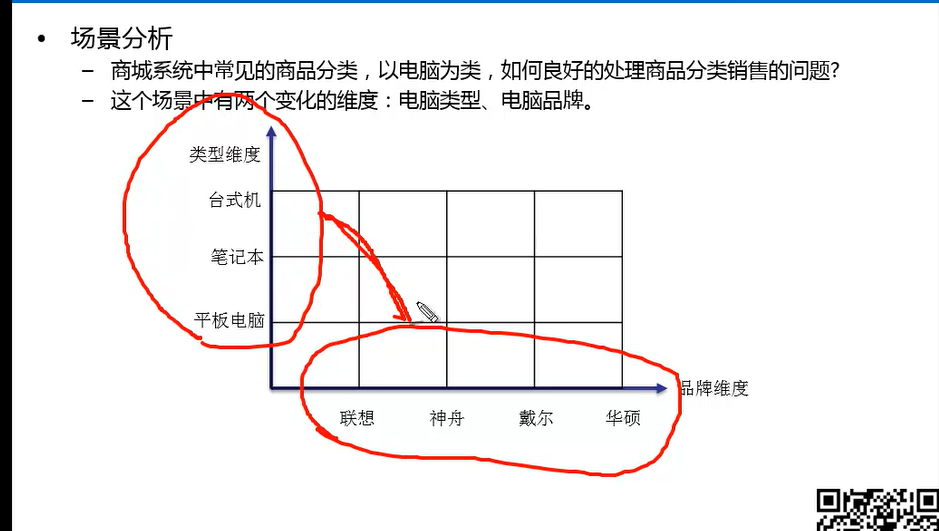 • 场景分析
– 商城系统中常见的商品分类，以电脑为类，如何良好的处理商品分类销售的问题?
– 这个场景中有两个变化的维度：电脑类型、电脑品牌。
类型维度
台式机
笔记本
平板电脑
品牌维度
联想 神舟 戴尔 华硕